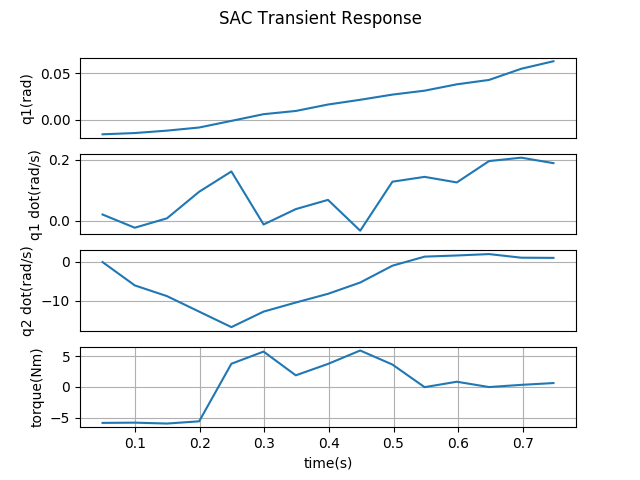 SAC Transient Response
q1(rad)
0.05
0.00
q1 dot(rad/s)
0.2
0.0
q2 dot(rad/s)
0
−10
torque(Nm)
5
0
−5
0.1 0.2 0.3 0.4 0.5 0.6 0.7
time(s)